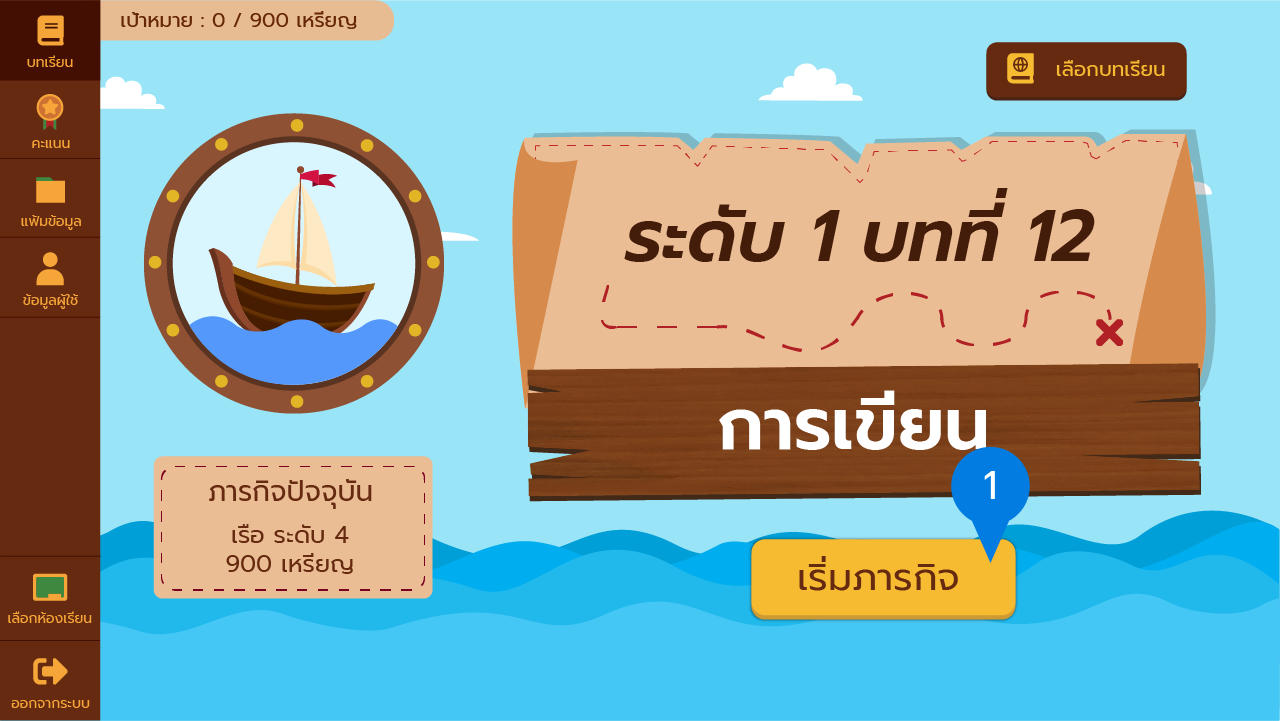 เป้าหมาย : 0 / 900 เหรียญ
บทเรียน
คะแนน
แฟ้มข้อมูล
ข้อมูลผู้ใช้
เลือกห้องเรียน
ออกจากระบบ
เลือกบทเรียน
ระดับ 1 บทที่ 12
การเขียน
1
เริ่มภารกิจ
ภารกิจปัจจุบัน
เรือ ระดับ 4
900 เหรียญ